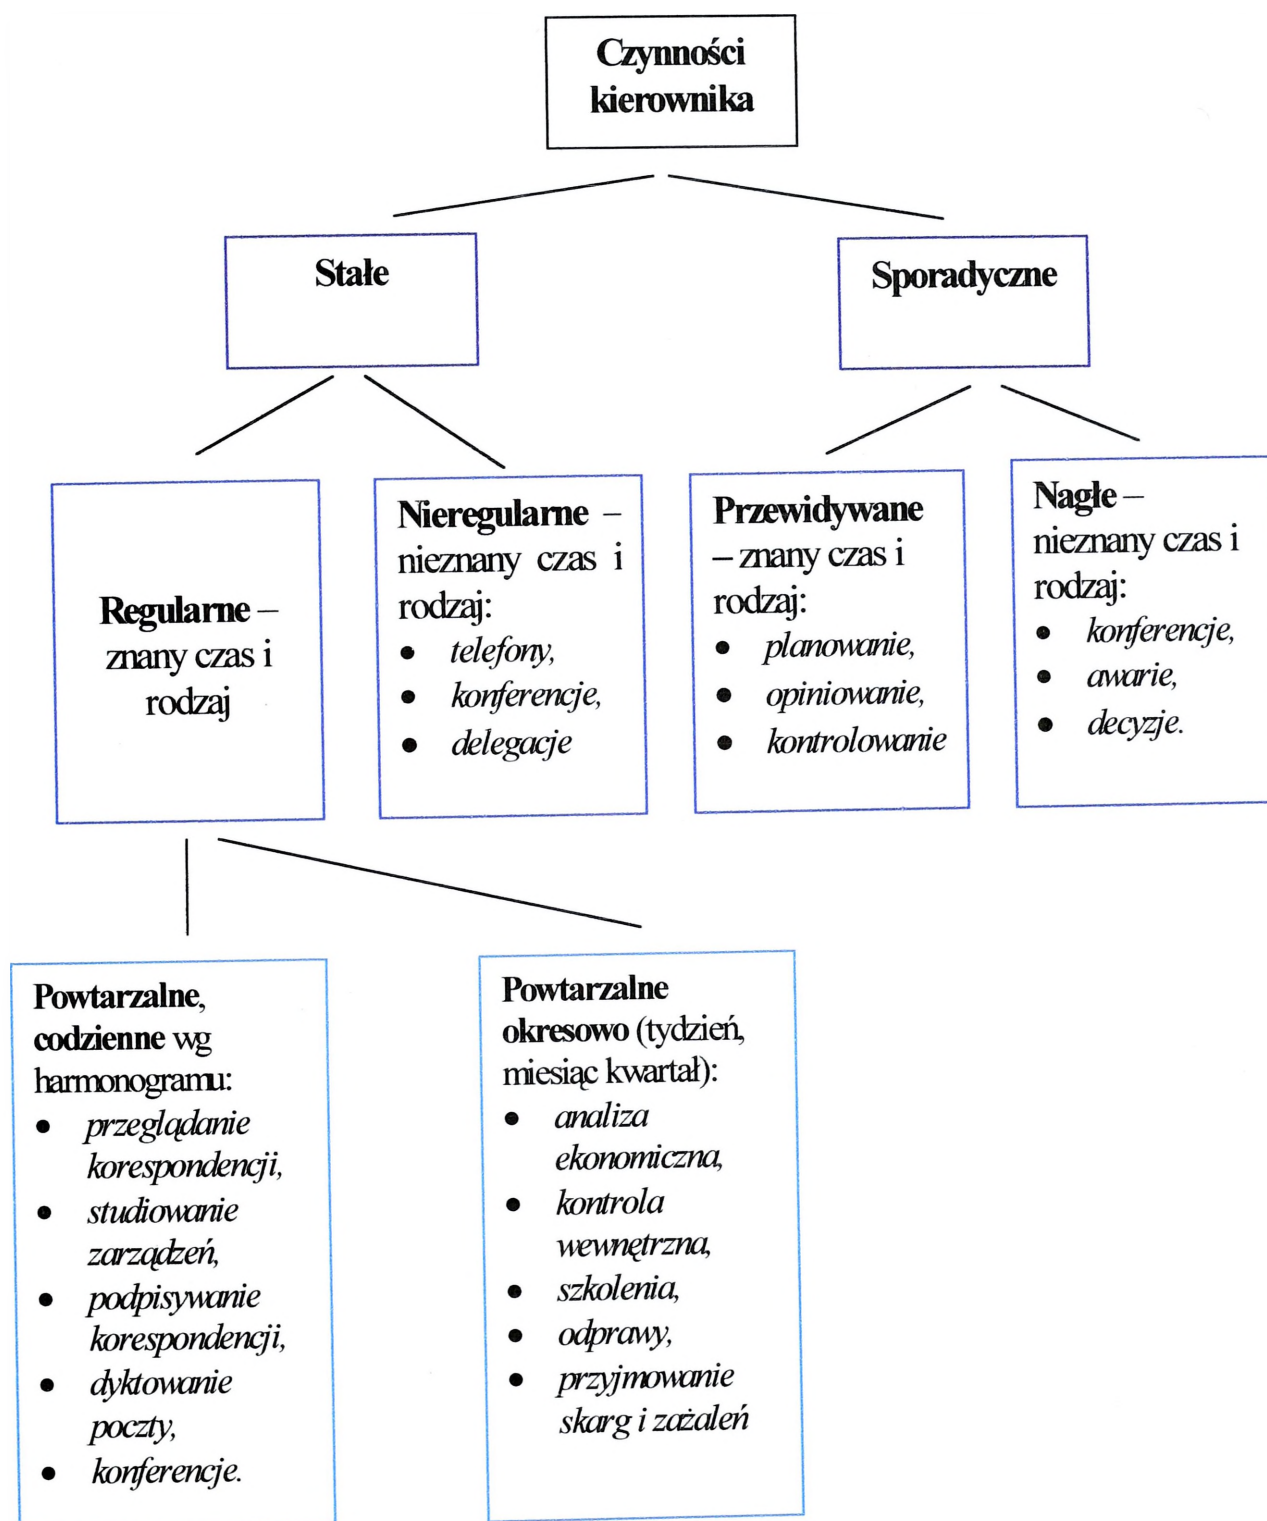 Czynności
kierownika
Stałe
Sporadyczne
Regularne –
znany czas i
rodzaj
Nieregularne –
nieznany czas i
rodzaj:
● telefony,
● konferencje,
● delegacje
Przewidywane
– znany czas i
rodzaj:
● planowanie,
● opiniowanie,
● kontrolowanie
Nagłe –
nieznany czas i
rodzaj:
● konferencje,
● awarie,
● decyzje.
Powtarzalne,
codzienne wg
harmonogramu:
● przeglądanie
korespondencji,
● studiowanie
zarządzeń,
● podpisywanie
korespondencji,
● dyktowanie
poczty,
● konferencje.
Powtarzalne
okresowo (tydzień,
miesiąc kwartał):
● analiza
ekonomiczna,
● kontrola
wewnętrzna,
● szkolenia,
● odprawy,
● przyjmowanie
skarg i zażaleń